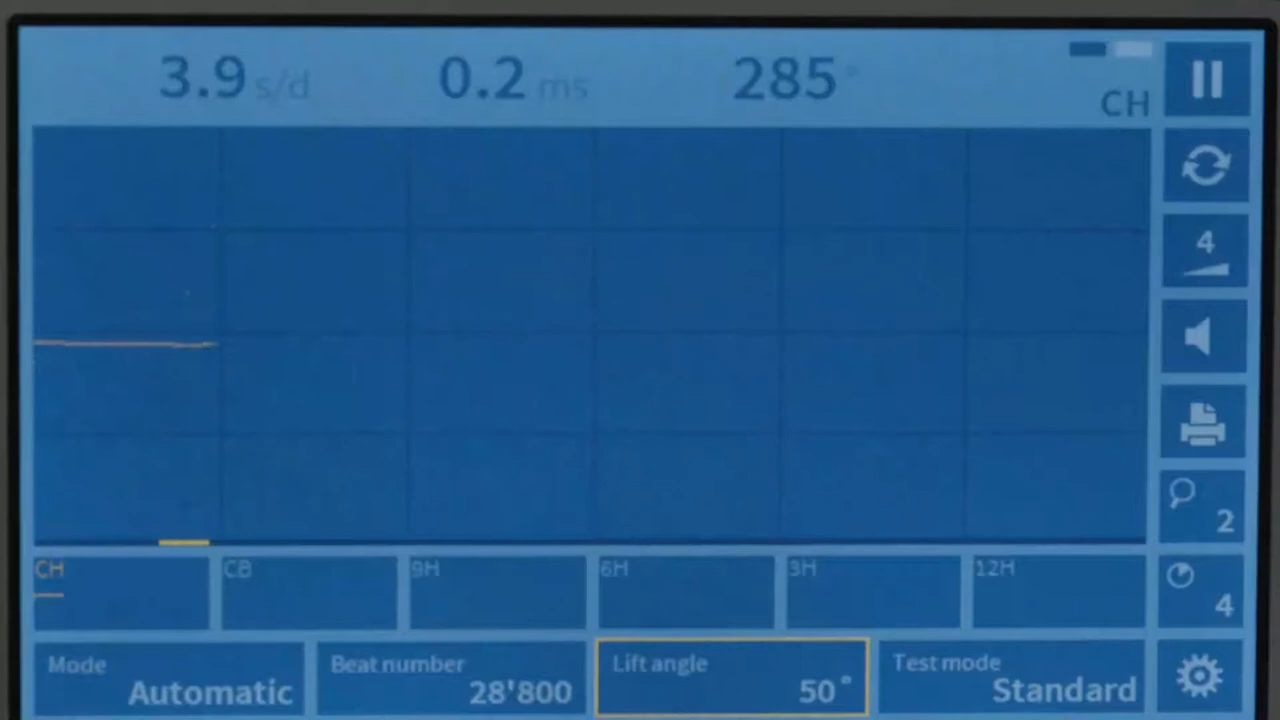 3.9 s/d 0.2 ms 285°
CH
4
2
CH CB 9H 6H 3H 12H
4
Mode Beat number Lift angle Test mode
Automatic 28'800 50° Standard